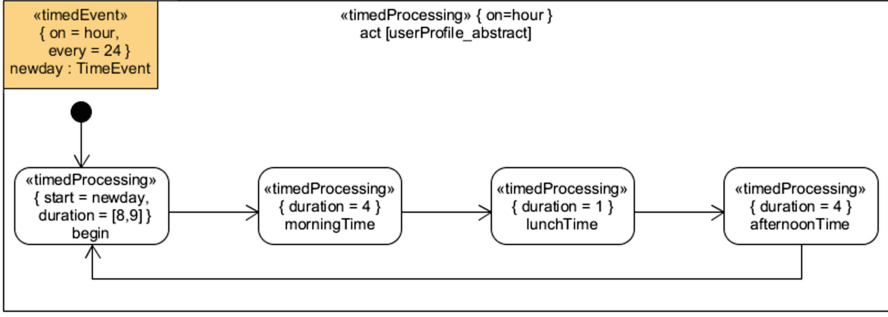 «timedEvent»
{ on = hour,
every = 24 }
newday : TimeEvent
«timedProcessing» { on=hour }
act [userProfile_abstract]
«timedProcessing»
{ start = newday,
duration = [8,9] }
begin
«timedProcessing»
{ duration = 4 }
morningTime
«timedProcessing»
{ duration = 1 }
lunchTime
«timedProcessing»
{ duration = 4 }
afternoonTime